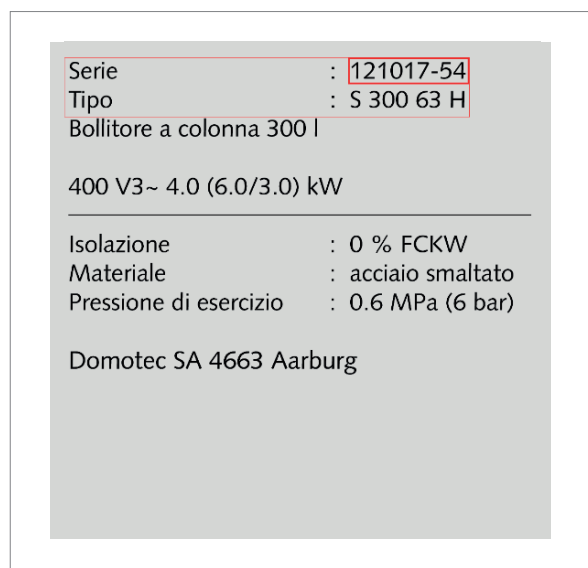 Serie : 121017-54
Tipo : S 300 63 H
Bollitore a colonna 300 l
400 V3~ 4.0 (6.0/3.0) kW
Isolazione : 0 % FCKW
Materiale : acciaio smaltato
Pressione di esercizio : 0.6 MPa (6 bar)
Domotec SA 4663 Aarburg